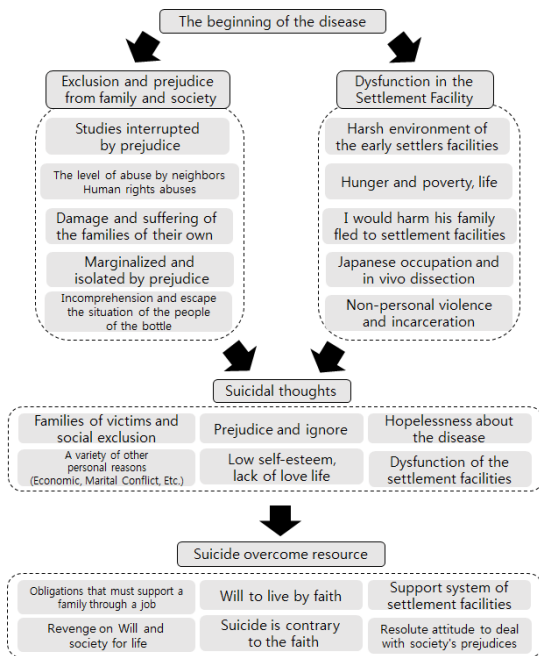 The beginning of the disease
Exclusion and prejudice
from family and society
Studies interrupted
by prejudice
The level of abuse by neighbors
Human rights abuses
Damage and suffering of
the families of their own
Marginalized and
isolated by prejudice
Incomprehension and escape
the situation of the people
of the bottle
Dysfunction in the
Settlement Facility
Harsh environment of
the early settlers facilities
Hunger and poverty, life
I would harm his family
fled to settlement facilities
Japanese occupation and
in vivo dissection
Non-personal violence
and incarceration
Suicidal thoughts
Families of victims and
social exclusion
Prejudice and ignore
Hopelessness about
the disease
A variety of other
personal reasons
(Economic, Marital Conflict, Etc.)
Low self-esteem,
lack of love life
Dysfunction of the
settlement facilities
Suicide overcome resource
Obligations that must support a
family through a job
Will to live by faith
Support system of
settlement facilities
Revenge on Will and
society for life
Suicide is contrary
to the faith
Resolute attitude to deal
with society's prejudices